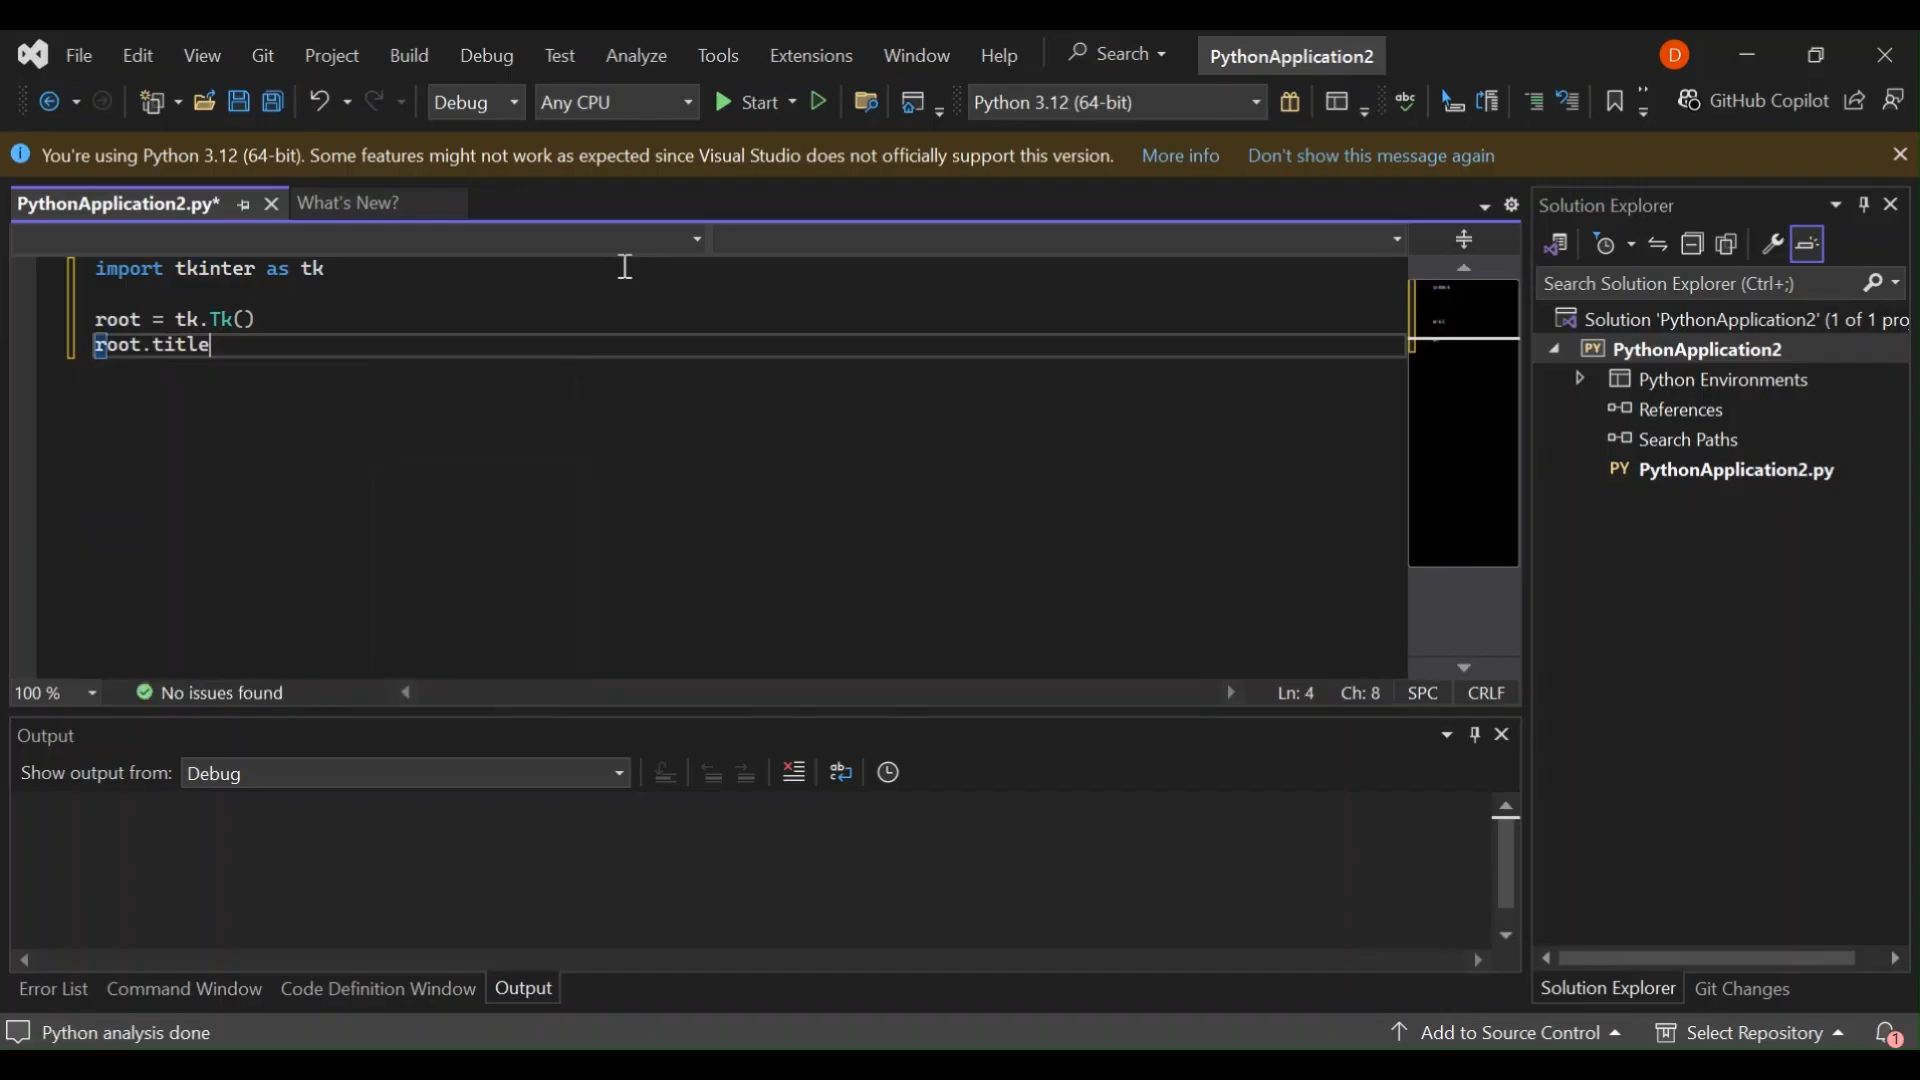 File Edit View Git Project Build Debug Test Analyze Tools Extensions Window Help Search PythonApplication2 D
Debug Any CPU Start Python 3.12 (64-bit) abc GitHub Copilot
You're using Python 3.12 (64-bit). Some features might not work as expected since Visual Studio does not officially support this version. More info Don't show this message again
PythonApplication2.py* What's New?
import tkinter as tk
root = tk.Tk()
root.title
100 % No issues found Ln: 4 Ch: 8 SPC CRLF
Output
Show output from: Debug
Error List Command Window Code Definition Window Output
Solution Explorer
Search Solution Explorer (Ctrl+;)
Solution 'PythonApplication2' (1 of 1 pro
PY PythonApplication2
Python Environments
References
Search Paths
PY PythonApplication2.py
Solution Explorer Git Changes
Python analysis done Add to Source Control Select Repository 1